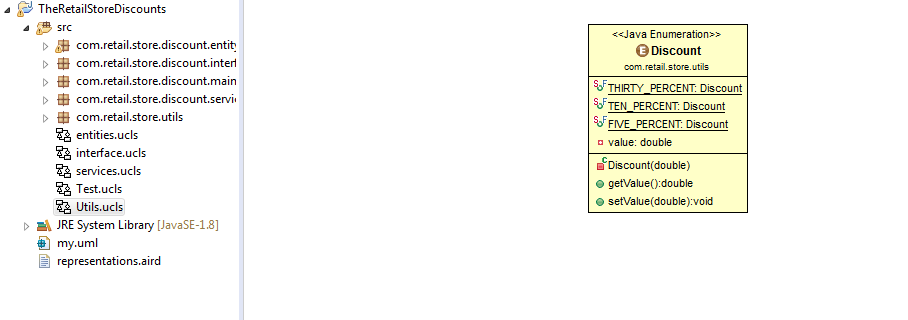 TheRetailStoreDiscounts
src
com.retail.store.discount.entity
com.retail.store.discount.interf
com.retail.store.discount.main
com.retail.store.discount.servic
com.retail.store.utils
entities.ucls
interface.ucls
services.ucls
Test.ucls
Utils.ucls
JRE System Library [JavaSE-1.8]
my.uml
representations.aird
<<Java Enumeration>>
E Discount
com.retail.store.utils
SF THIRTY_PERCENT: Discount
SF TEN_PERCENT: Discount
SF FIVE_PERCENT: Discount
value: double
C Discount(double)
getValue():double
setValue(double):void